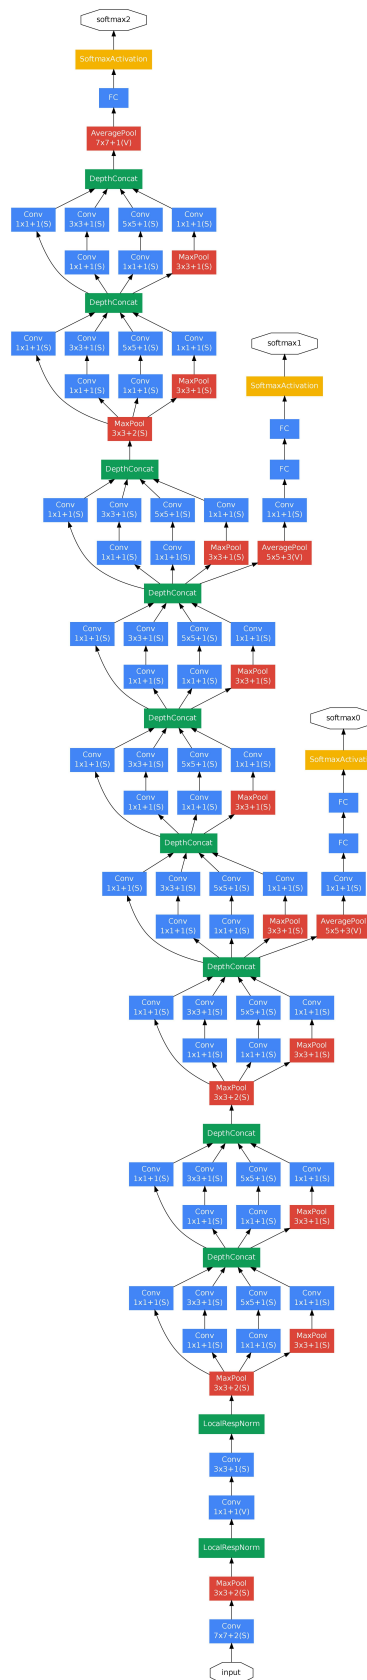 softmax2
SoftmaxActivation
FC
AveragePool
7x7+1(V)
DepthConcat
Conv Conv Conv Conv
1x1+1(S) 3x3+1(S) 5x5+1(S) 1x1+1(S)
Conv Conv MaxPool
1x1+1(S) 1x1+1(S) 3x3+1(S)
DepthConcat
Conv Conv Conv Conv
1x1+1(S) 3x3+1(S) 5x5+1(S) 1x1+1(S)
softmax1
Conv Conv MaxPool
1x1+1(S) 1x1+1(S) 3x3+1(S)
SoftmaxActivation
MaxPool
3x3+2(S)
FC
DepthConcat
FC
Conv Conv Conv Conv Conv
1x1+1(S) 3x3+1(S) 5x5+1(S) 1x1+1(S) 1x1+1(S)
Conv Conv MaxPool AveragePool
1x1+1(S) 1x1+1(S) 3x3+1(S) 5x5+3(V)
DepthConcat
Conv Conv Conv Conv
1x1+1(S) 3x3+1(S) 5x5+1(S) 1x1+1(S)
Conv Conv MaxPool
1x1+1(S) 1x1+1(S) 3x3+1(S)
DepthConcat
softmax0
Conv Conv Conv Conv
1x1+1(S) 3x3+1(S) 5x5+1(S) 1x1+1(S)
SoftmaxActivat
Conv Conv MaxPool
1x1+1(S) 1x1+1(S) 3x3+1(S)
FC
DepthConcat
FC
Conv Conv Conv Conv Conv
1x1+1(S) 3x3+1(S) 5x5+1(S) 1x1+1(S) 1x1+1(S)
Conv Conv MaxPool AveragePool
1x1+1(S) 1x1+1(S) 3x3+1(S) 5x5+3(V)
DepthConcat
Conv Conv Conv Conv
1x1+1(S) 3x3+1(S) 5x5+1(S) 1x1+1(S)
Conv Conv MaxPool
1x1+1(S) 1x1+1(S) 3x3+1(S)
MaxPool
3x3+2(S)
DepthConcat
Conv Conv Conv Conv
1x1+1(S) 3x3+1(S) 5x5+1(S) 1x1+1(S)
Conv Conv MaxPool
1x1+1(S) 1x1+1(S) 3x3+1(S)
DepthConcat
Conv Conv Conv Conv
1x1+1(S) 3x3+1(S) 5x5+1(S) 1x1+1(S)
Conv Conv MaxPool
1x1+1(S) 1x1+1(S) 3x3+1(S)
MaxPool
3x3+2(S)
LocalRespNorm
Conv
3x3+1(S)
Conv
1x1+1(V)
LocalRespNorm
MaxPool
3x3+2(S)
Conv
7x7+2(S)
input